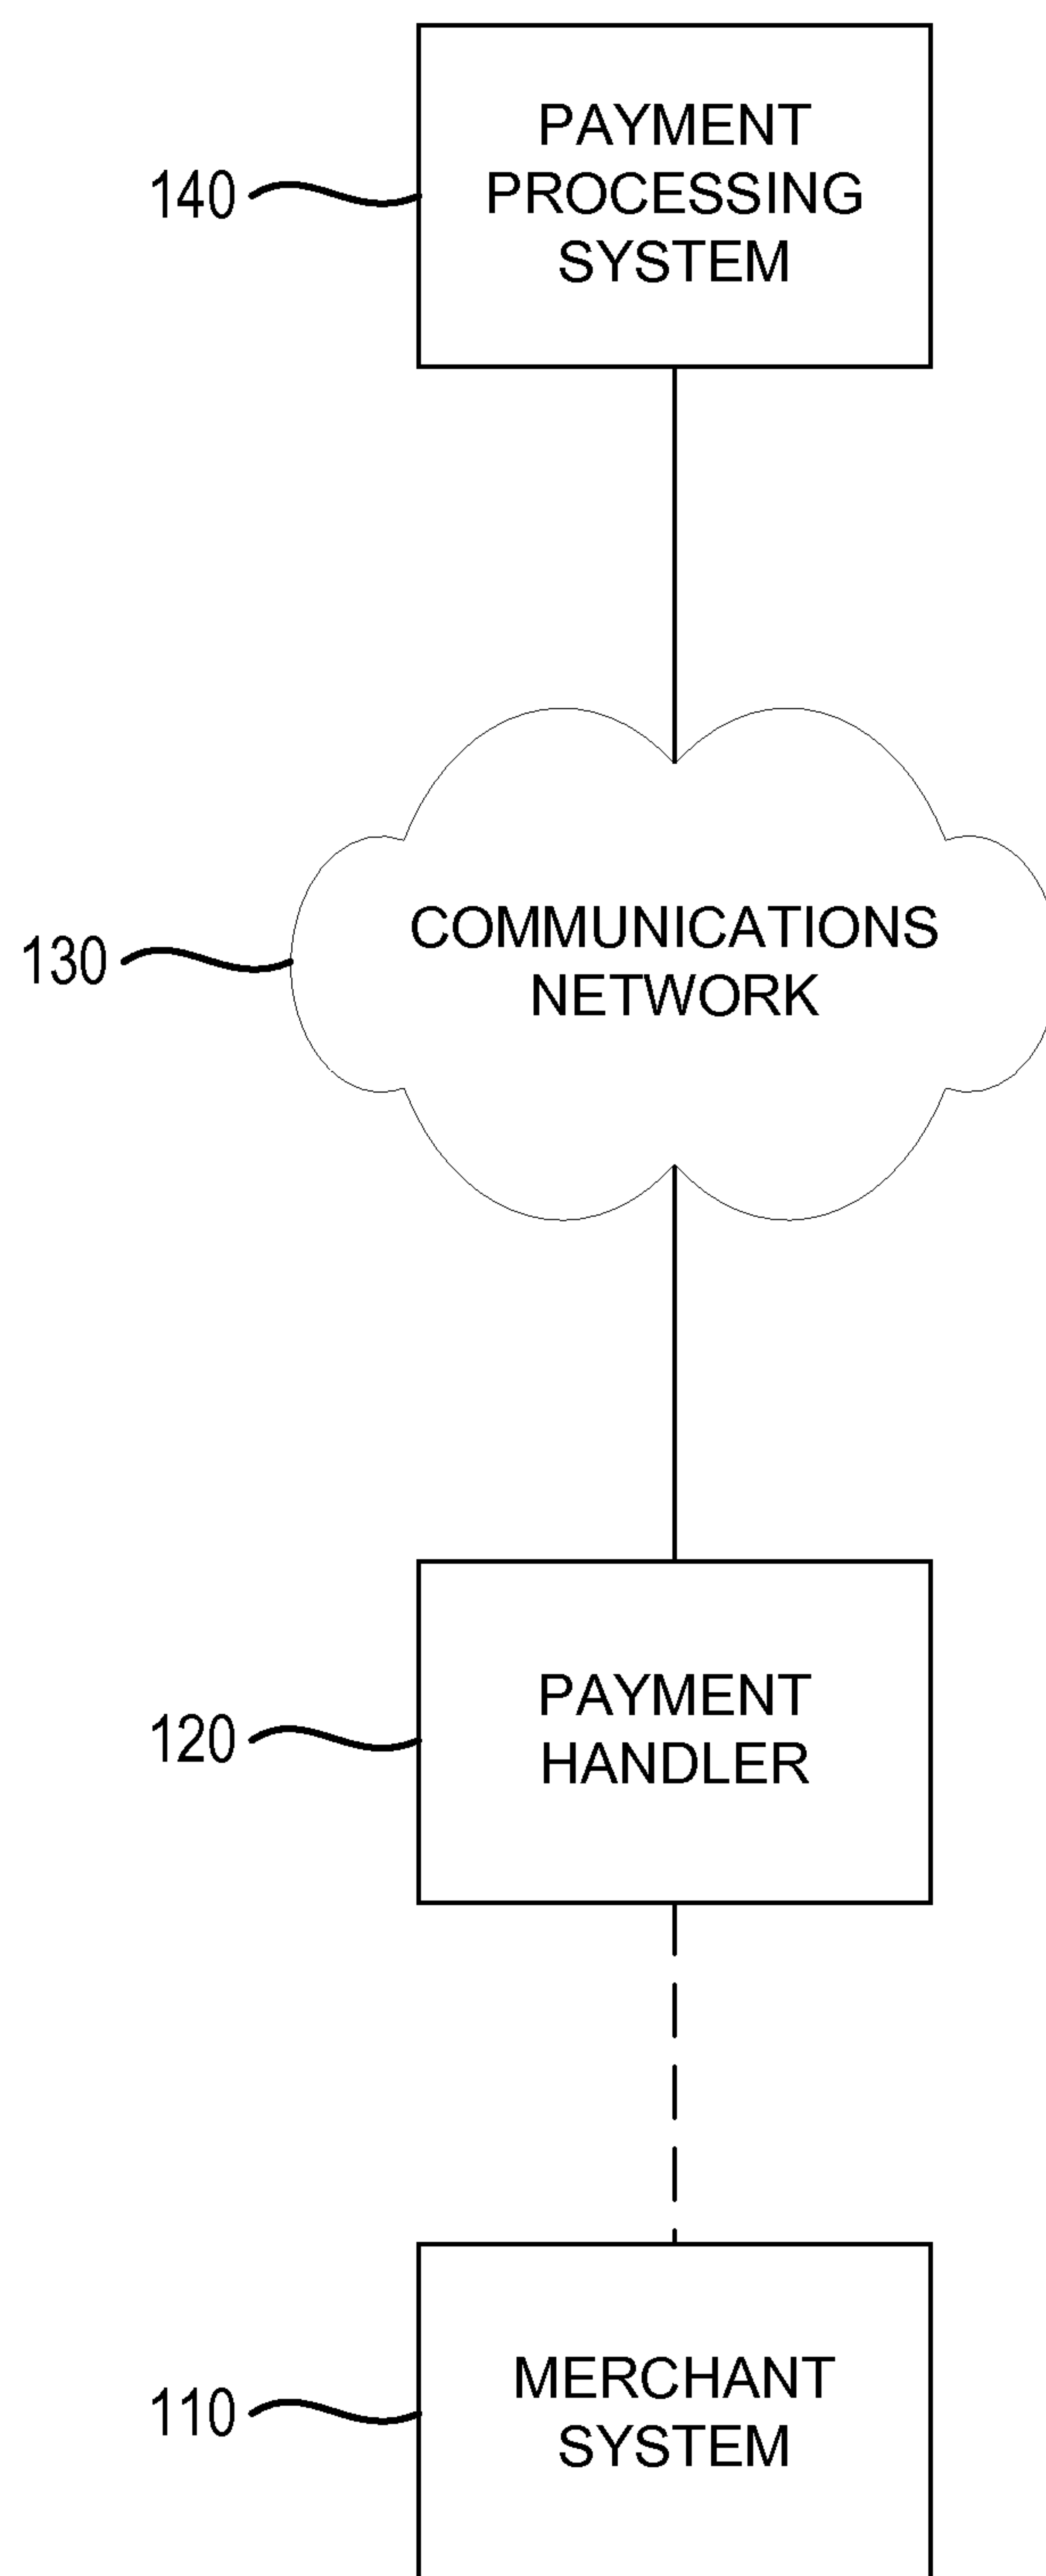 140
PAYMENT
PROCESSING
SYSTEM
130
COMMUNICATIONS
NETWORK
120
PAYMENT
HANDLER
110
MERCHANT
SYSTEM